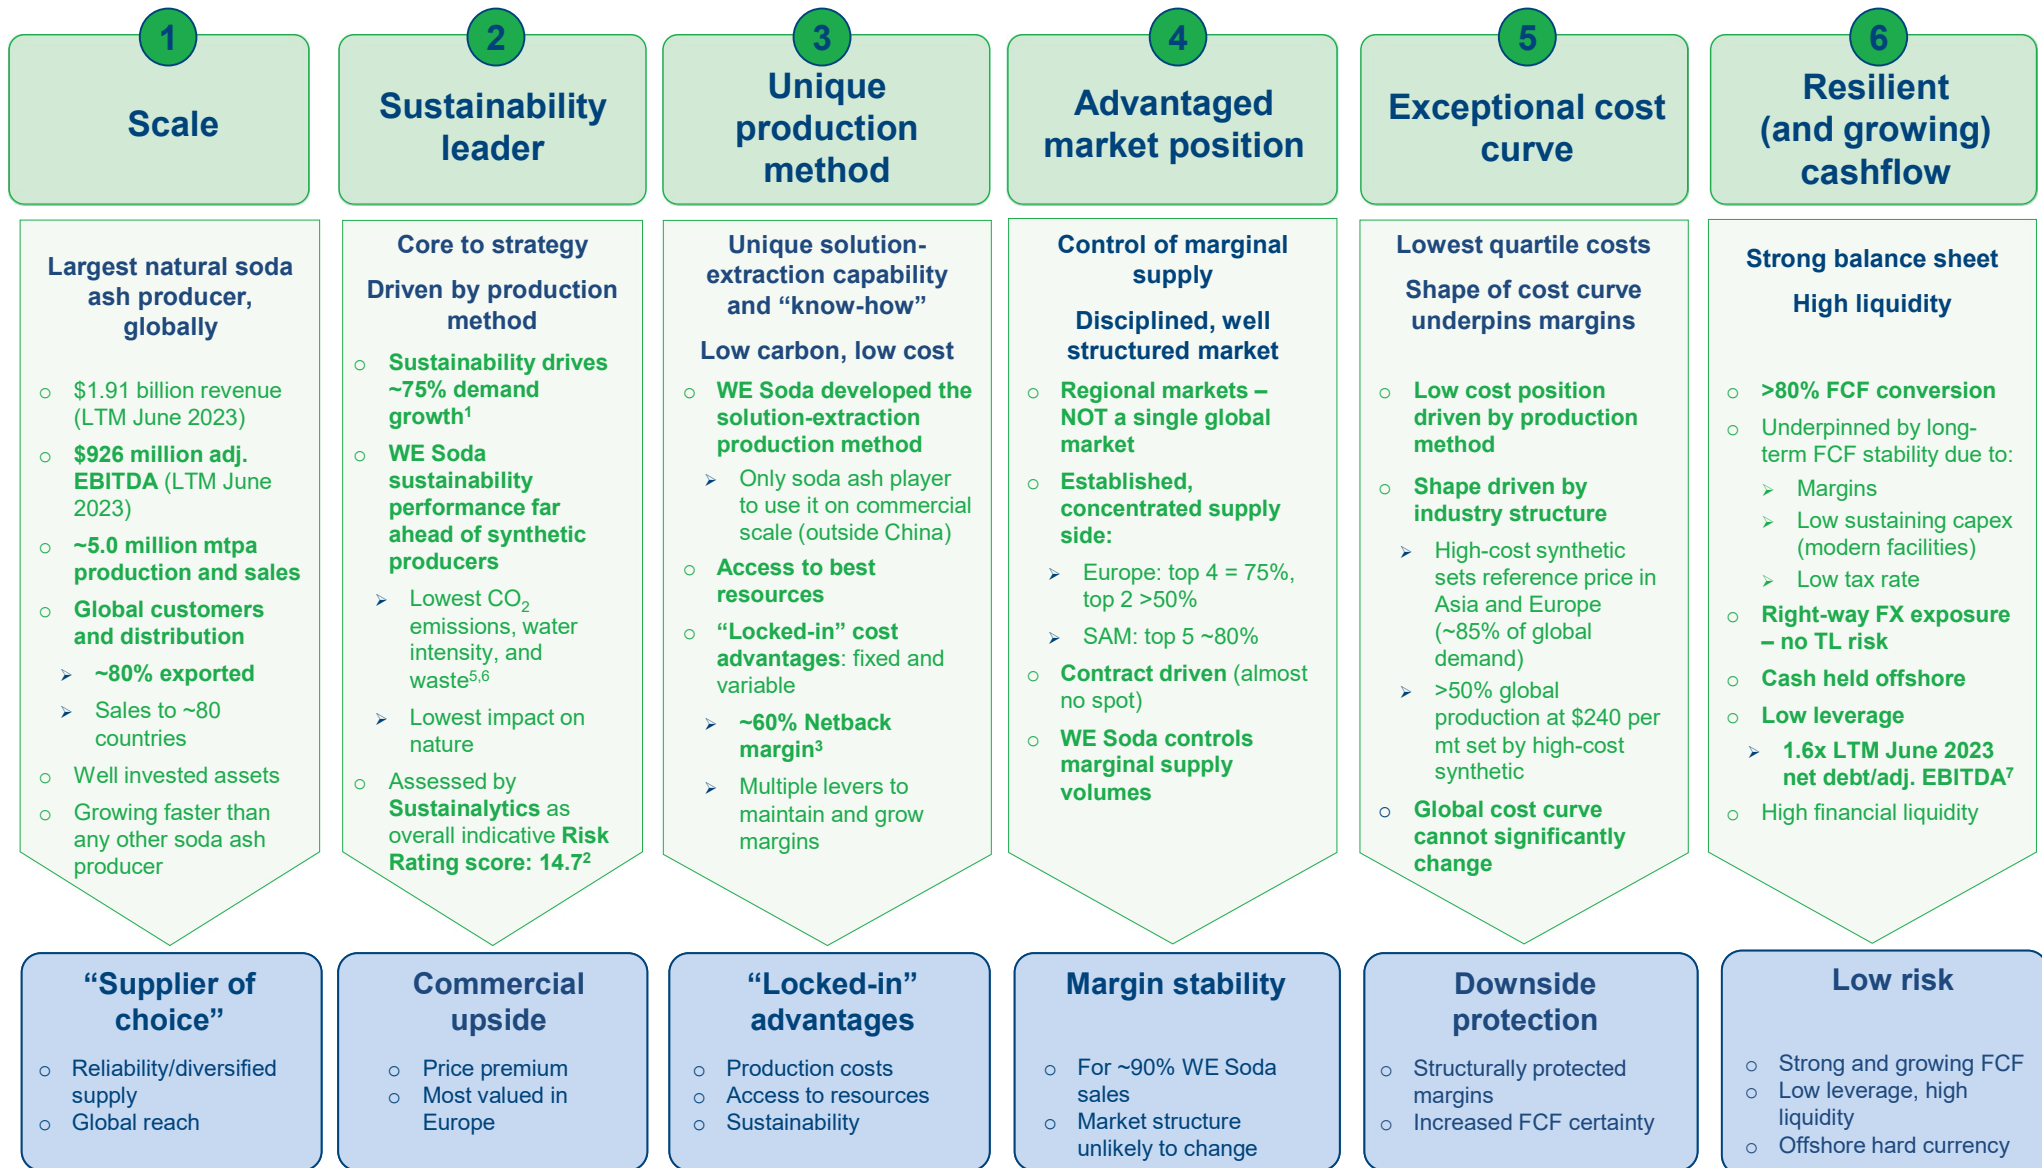 1
Scale
Largest natural soda
ash producer,
globally
○ $1.91 billion revenue
(LTM June 2023)
○ $926 million adj.
EBITDA (LTM June
2023)
○ ~5.0 million mtpa
production and sales
○ Global customers
and distribution
➢ ~80% exported
➢ Sales to ~80
countries
○ Well invested assets
○ Growing faster than
any other soda ash
producer
“Supplier of
choice”
○ Reliability/diversified
supply
○ Global reach
2
Sustainability
leader
Core to strategy
Driven by production
method
○ Sustainability drives
~75% demand
growth¹
○ WE Soda
sustainability
performance far
ahead of synthetic
producers
➢ Lowest CO₂
emissions, water
intensity, and
waste⁵,⁶
➢ Lowest impact on
nature
○ Assessed by
Sustainalytics as
overall indicative Risk
Rating score: 14.7²
Commercial
upside
○ Price premium
○ Most valued in
Europe
3
Unique
production
method
Unique solution-
extraction capability
and “know-how”
Low carbon, low cost
○ WE Soda developed the
solution-extraction
production method
➢ Only soda ash player
to use it on commercial
scale (outside China)
○ Access to best
resources
○ “Locked-in” cost
advantages: fixed and
variable
➢ ~60% Netback
margin³
➢ Multiple levers to
maintain and grow
margins
“Locked-in”
advantages
○ Production costs
○ Access to resources
○ Sustainability
4
Advantaged
market position
Control of marginal
supply
Disciplined, well
structured market
○ Regional markets –
NOT a single global
market
○ Established,
concentrated supply
side:
➢ Europe: top 4 = 75%,
top 2 >50%
➢ SAM: top 5 ~80%
○ Contract driven (almost
no spot)
○ WE Soda controls
marginal supply
volumes
Margin stability
○ For ~90% WE Soda
sales
○ Market structure
unlikely to change
5
Exceptional cost
curve
Lowest quartile costs
Shape of cost curve
underpins margins
○ Low cost position
driven by production
method
○ Shape driven by
industry structure
➢ High-cost synthetic
sets reference price in
Asia and Europe
(~85% of global
demand)
➢ >50% global
production at $240 per
mt set by high-cost
synthetic
○ Global cost curve
cannot significantly
change
Downside
protection
○ Structurally protected
margins
○ Increased FCF certainty
6
Resilient
(and growing)
cashflow
Strong balance sheet
High liquidity
○ >80% FCF conversion
○ Underpinned by long-
term FCF stability due to:
➢ Margins
➢ Low sustaining capex
(modern facilities)
➢ Low tax rate
○ Right-way FX exposure
– no TL risk
○ Cash held offshore
○ Low leverage
➢ 1.6x LTM June 2023
net debt/adj. EBITDA⁷
○ High financial liquidity
Low risk
○ Strong and growing FCF
○ Low leverage, high
liquidity
○ Offshore hard currency